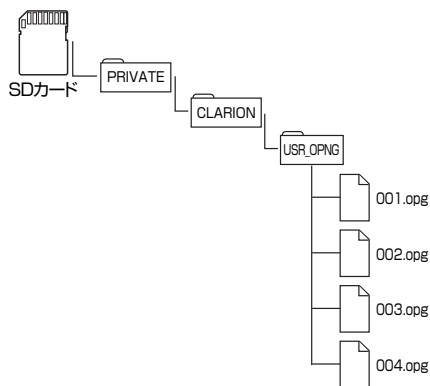 SDカード
PRIVATE
CLARION
USR_OPNG
001.opg
002.opg
003.opg
004.opg